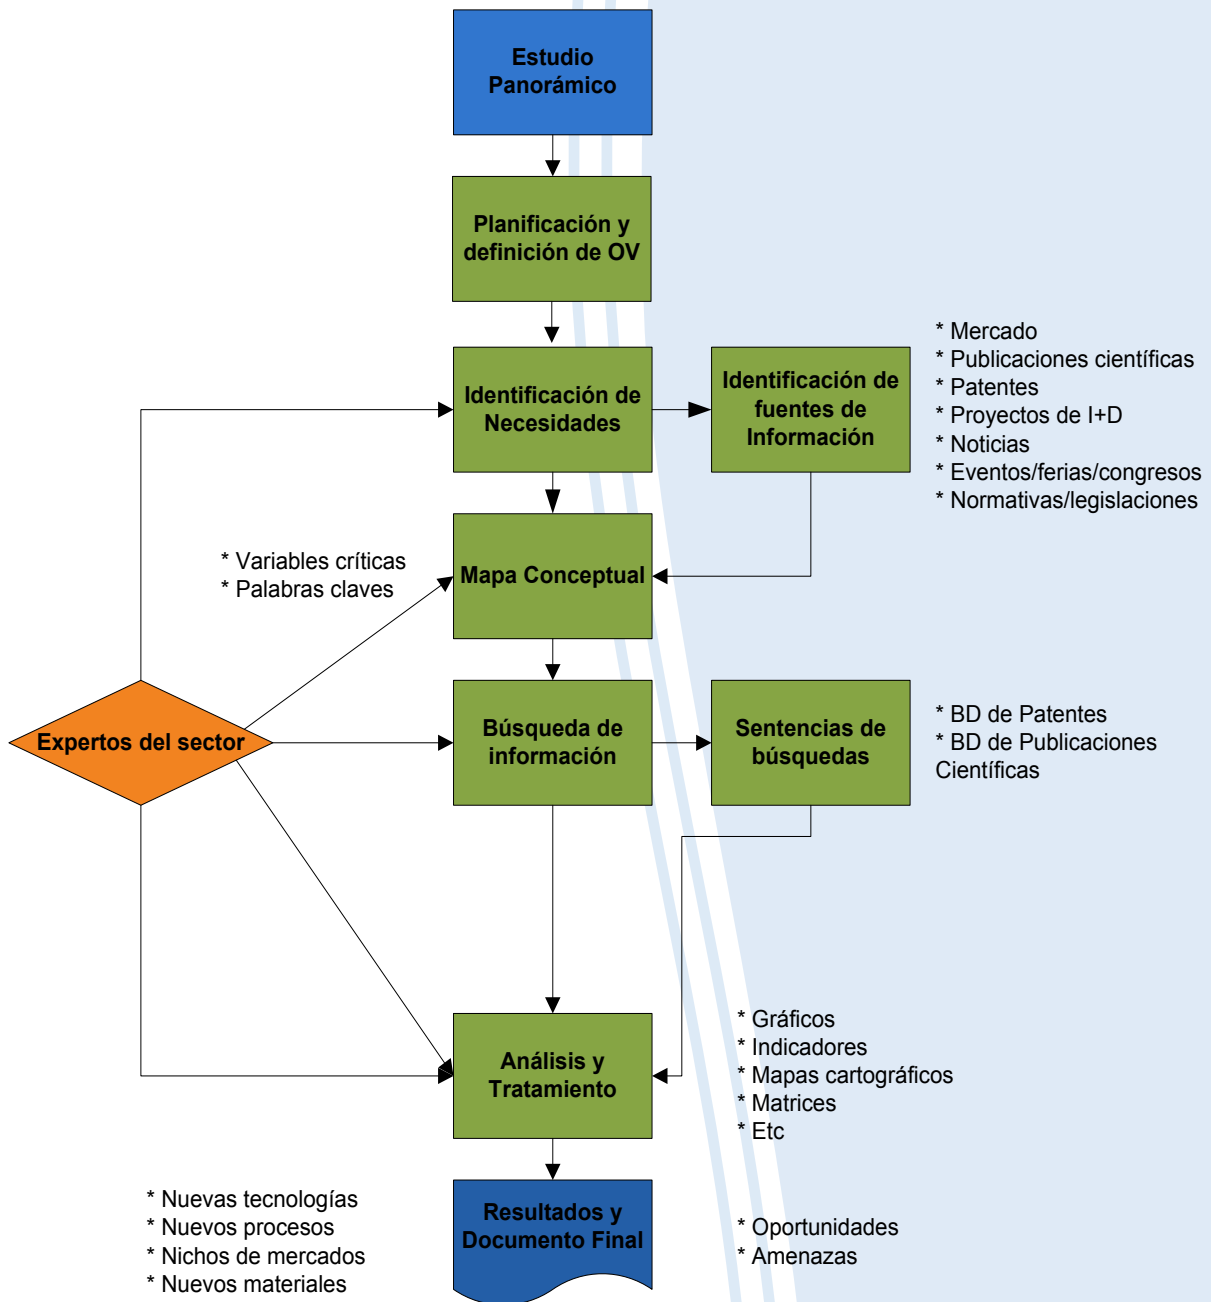 Estudio
Panorámico
Planificación y
definición de OV
Identificación de
Necesidades
Identificación de
fuentes de
Información
* Mercado
* Publicaciones científicas
* Patentes
* Proyectos de I+D
* Noticias
* Eventos/ferias/congresos
* Normativas/legislaciones
* Variables críticas
* Palabras claves
Mapa Conceptual
Expertos del sector
Búsqueda de
información
Sentencias de
búsquedas
* BD de Patentes
* BD de Publicaciones
Científicas
Análisis y
Tratamiento
* Gráficos
* Indicadores
* Mapas cartográficos
* Matrices
* Etc
* Nuevas tecnologías
* Nuevos procesos
* Nichos de mercados
* Nuevos materiales
Resultados y
Documento Final
* Oportunidades
* Amenazas